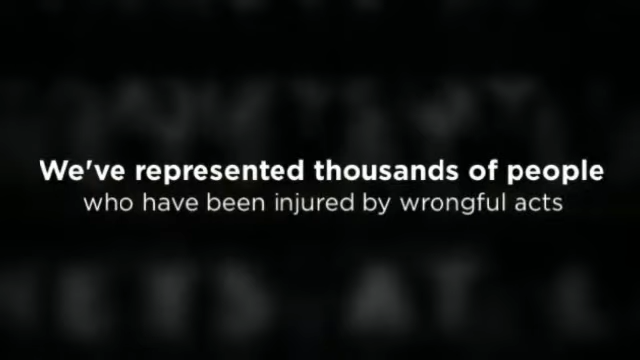 We've represented thousands of people
who have been injured by wrongful acts